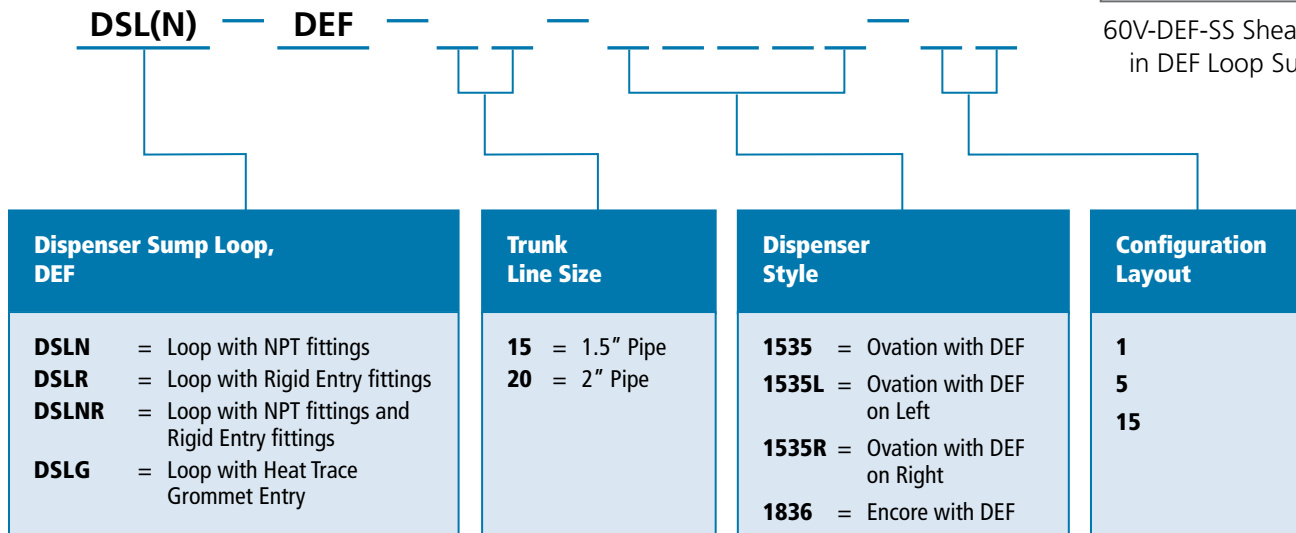 DSL(N) — DEF — — —
60V-DEF-SS Shea
in DEF Loop Su
Dispenser Sump Loop,
DEF
DSLN = Loop with NPT fittings
DSLR = Loop with Rigid Entry fittings
DSLNR = Loop with NPT fittings and
Rigid Entry fittings
DSLG = Loop with Heat Trace
Grommet Entry
Trunk
Line Size
15 = 1.5" Pipe
20 = 2" Pipe
Dispenser
Style
1535 = Ovation with DEF
1535L = Ovation with DEF
on Left
1535R = Ovation with DEF
on Right
1836 = Encore with DEF
Configuration
Layout
1
5
15